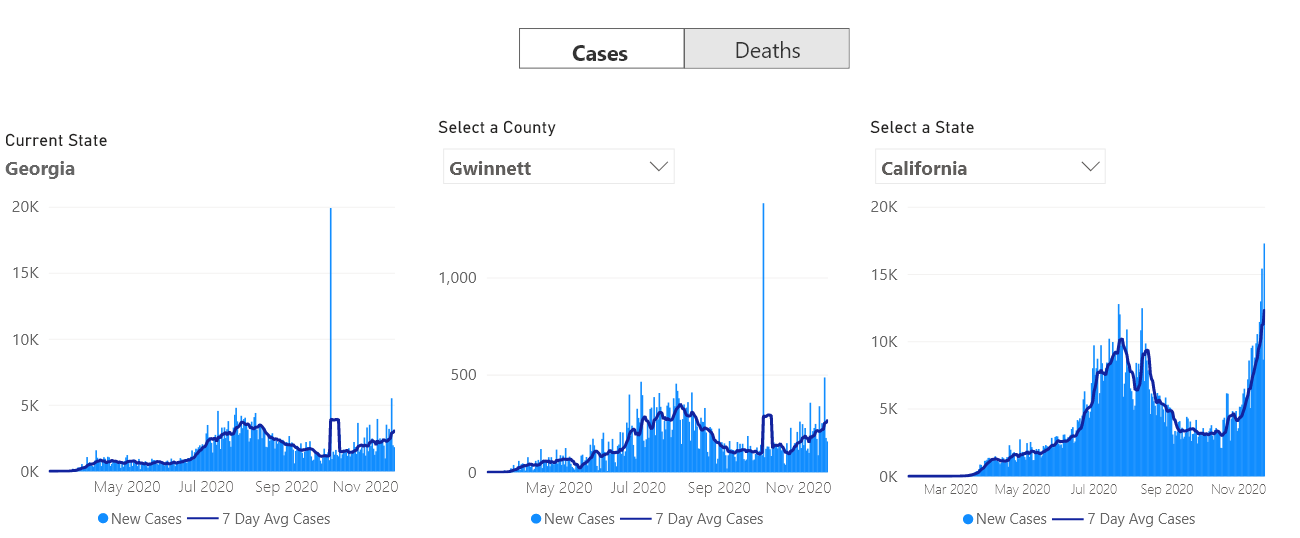 Cases
Deaths
Current State
Georgia
20K
15K
10K
5K
0K
May 2020 Jul 2020 Sep 2020 Nov 2020
New Cases 7 Day Avg Cases
Select a County
Gwinnett
1,000
500
0
May 2020 Jul 2020 Sep 2020 Nov 2020
New Cases 7 Day Avg Cases
Select a State
California
20K
15K
10K
5K
0K
Mar 2020 May 2020 Jul 2020 Sep 2020 Nov 2020
New Cases 7 Day Avg Cases